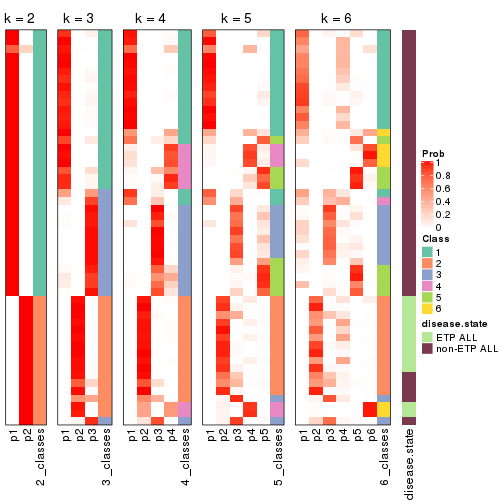 k = 2 k = 3 k = 4 k = 5 k = 6
Prob
1
0.8
0.6
0.4
0.2
0
Class
1
2
3
4
5
6
disease.state
ETP ALL
non-ETP ALL
p1 p2 2_classes p1 p2 p3 3_classes p1 p2 p3 p4 4_classes p1 p2 p3 p4 p5 5_classes p1 p2 p3 p4 p5 p6 6_classes disease.state